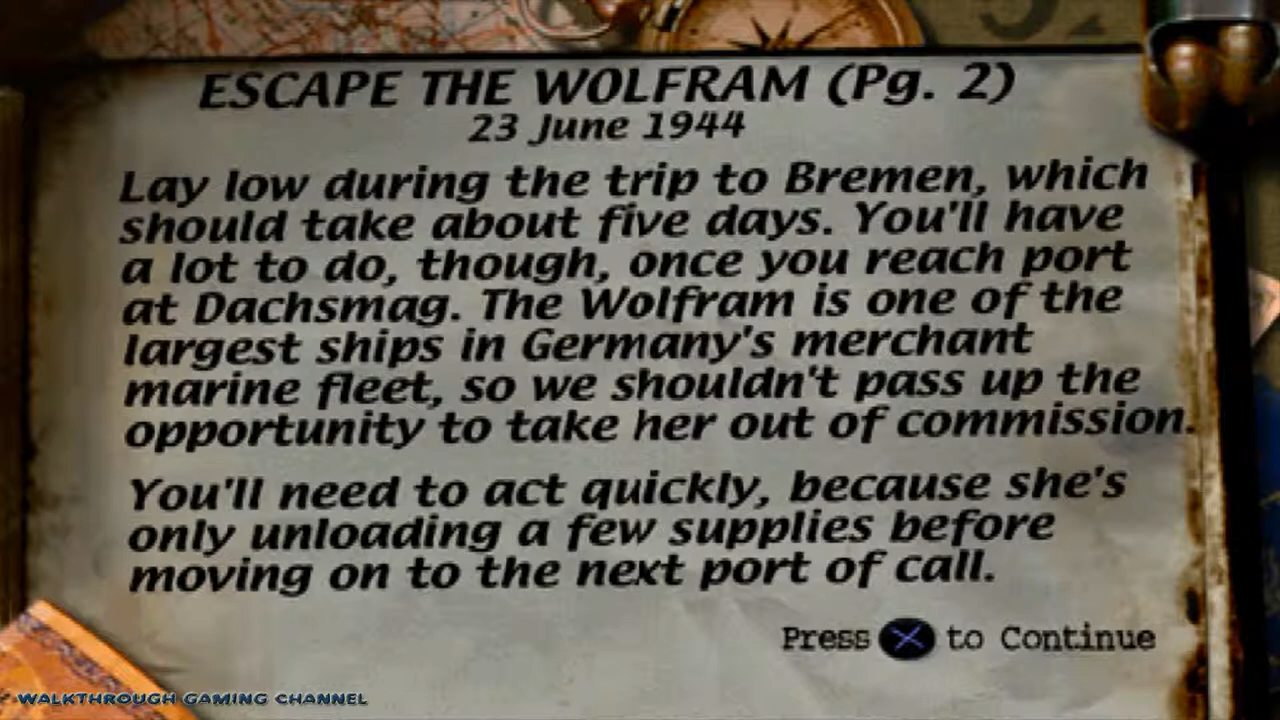 ESCAPE THE WOLFRAM (Pg. 2)
23 June 1944
Lay low during the trip to Bremen, which
should take about five days. You'll have
a lot to do, though, once you reach port
at Dachsmag. The Wolfram is one of the
largest ships in Germany's merchant
marine fleet, so we shouldn't pass up the
opportunity to take her out of commission.
You'll need to act quickly, because she's
only unloading a few supplies before
moving on to the next port of call.
Press X to Continue
WALKTHROUGH GAMING CHANNEL